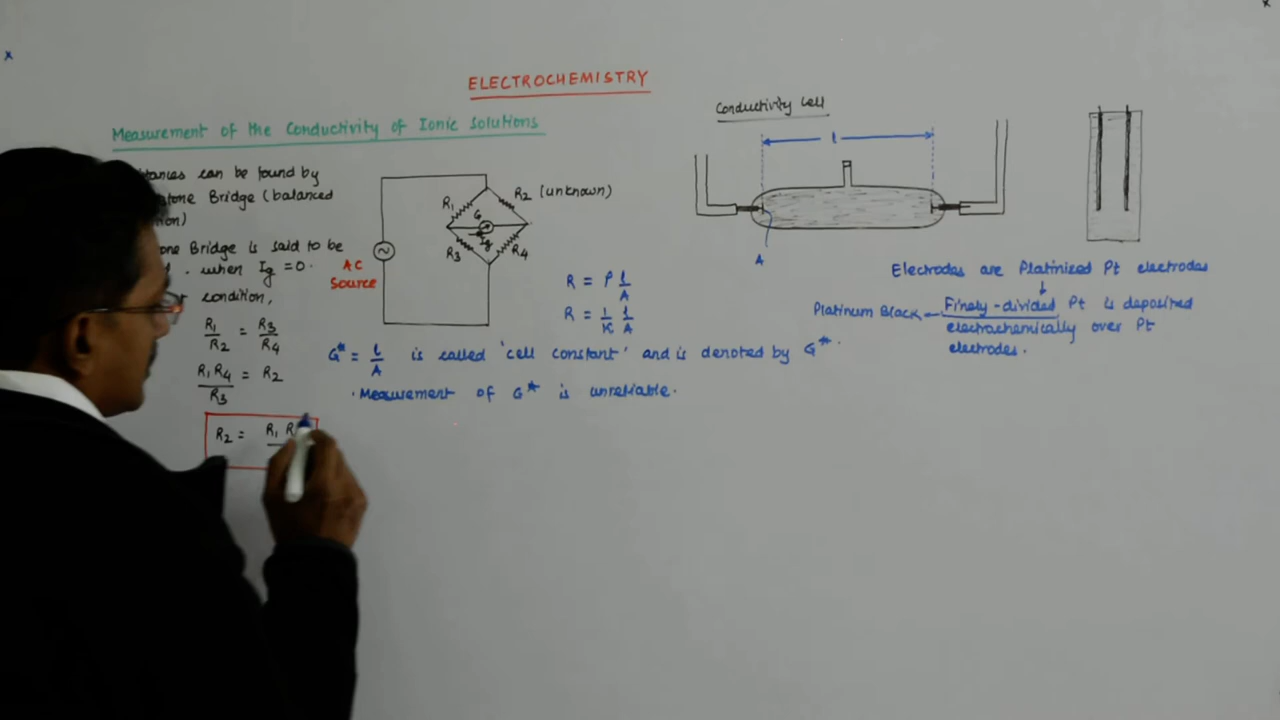 ELECTROCHEMISTRY
Measurement of the Conductivity of Ionic Solutions
can be found by
Bridge (balanced
Bridge is said to be
when Ig = 0.
condition,
R1/R2 = R3/R4
R1R4/R3 = R2
R2 = R1 R
R1
R2 (unknown)
G
Ig
R3
R4
AC
Source
R = ρ l/A
R = 1/K l/A
G* = l/A is called 'cell constant' and is denoted by G*.
. Measurement of G* is unreliable.
Conductivity Cell
l
A
Electrodes are Platinized Pt electrodes
Platinum Black ← Finely-divided Pt is deposited
electrochemically over Pt
electrodes.